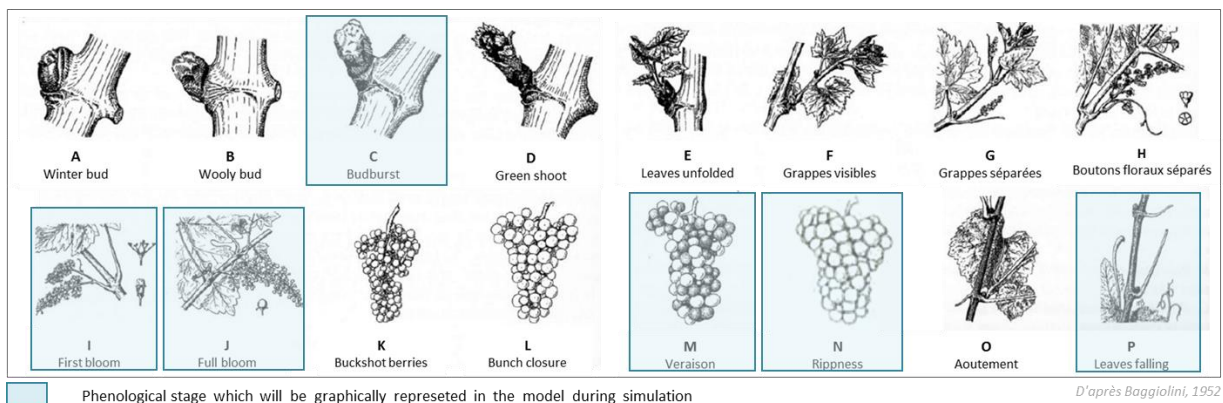 A B C D E F G H
Winter bud Wooly bud Budburst Green shoot Leaves unfolded Grappes visibles Grappes séparées Boutons floraux séparés
I J K L M N O P
First bloom Full bloom Buckshot berries Bunch closure Veraison Rippness Aoutement Leaves falling
Phenological stage which will be graphically represeted in the model during simulation
D'après Baggiolini, 1952